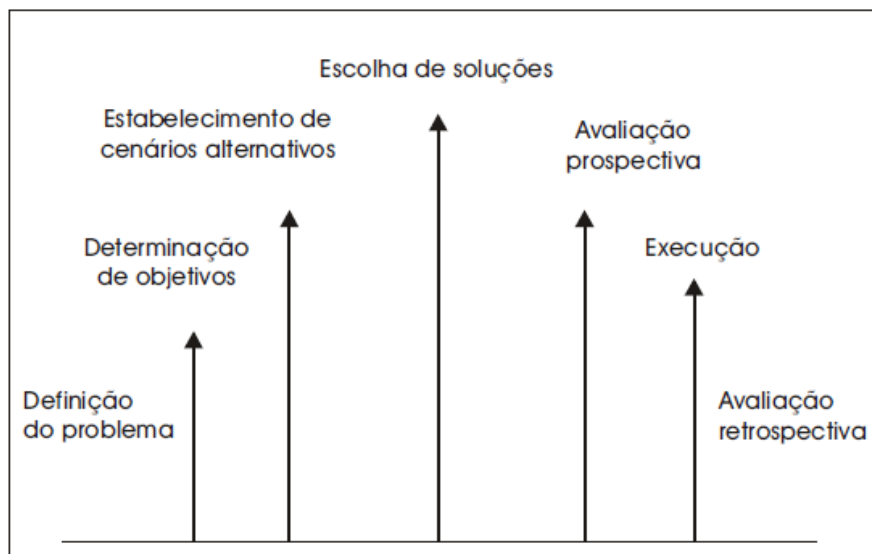 Escolha de soluções
Estabelecimento de
cenários alternativos
Avaliação
prospectiva
Determinação
de objetivos
Execução
Definição
do problema
Avaliação
retrospectiva